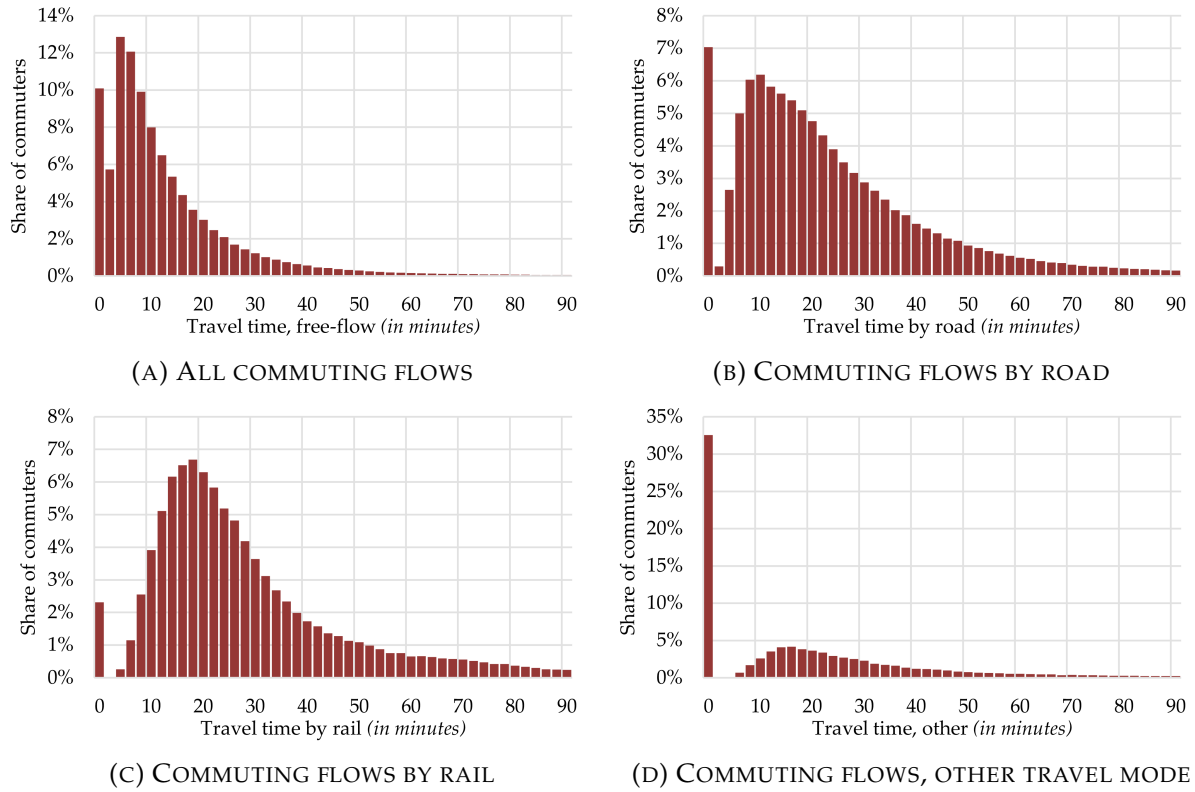 14%
12%
10%
8%
6%
4%
2%
0%
Share of commuters
0 10 20 30 40 50 60 70 80 90
Travel time, free-flow (in minutes)
(A) ALL COMMUTING FLOWS
8%
7%
6%
5%
4%
3%
2%
1%
0%
Share of commuters
0 10 20 30 40 50 60 70 80 90
Travel time by road (in minutes)
(B) COMMUTING FLOWS BY ROAD
8%
7%
6%
5%
4%
3%
2%
1%
0%
Share of commuters
0 10 20 30 40 50 60 70 80 90
Travel time by rail (in minutes)
(C) COMMUTING FLOWS BY RAIL
35%
30%
25%
20%
15%
10%
5%
0%
Share of commuters
0 10 20 30 40 50 60 70 80 90
Travel time, other (in minutes)
(D) COMMUTING FLOWS, OTHER TRAVEL MODE